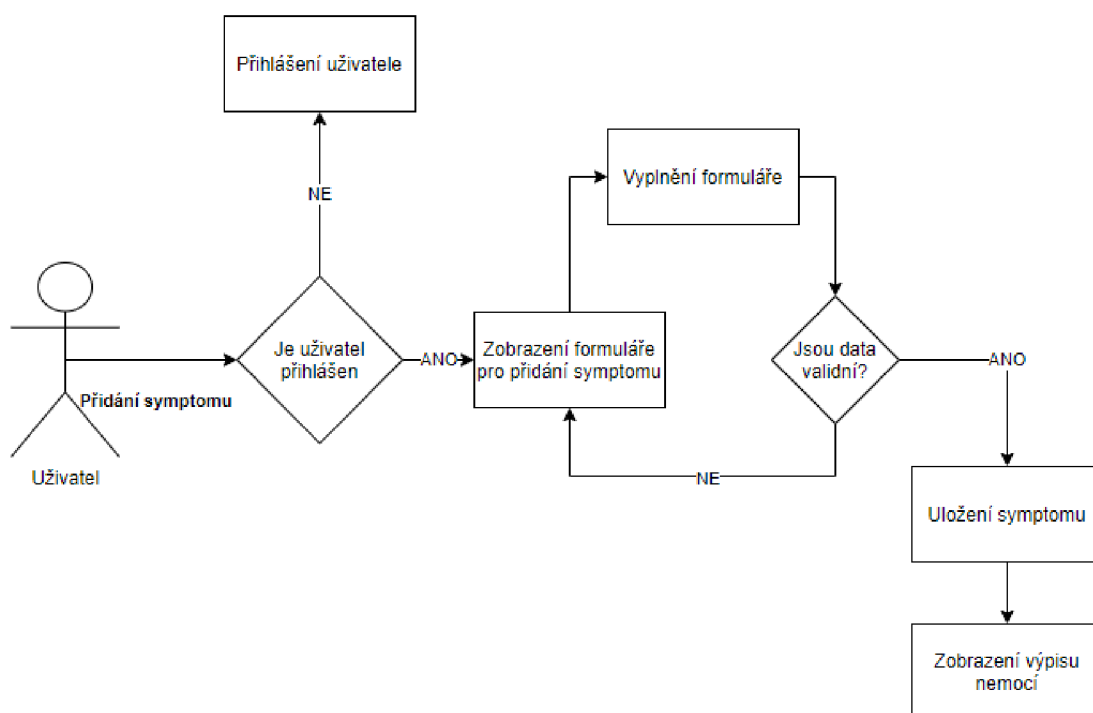 Přihlášení uživatele
NE
Vyplnění formuláře
Je uživatel
přihlášen
ANO
Zobrazení formuláře
pro přidání symptomu
Jsou data
validní?
ANO
Přidání symptomu
Uživatel
NE
Uložení symptomu
Zobrazení výpisu
nemocí